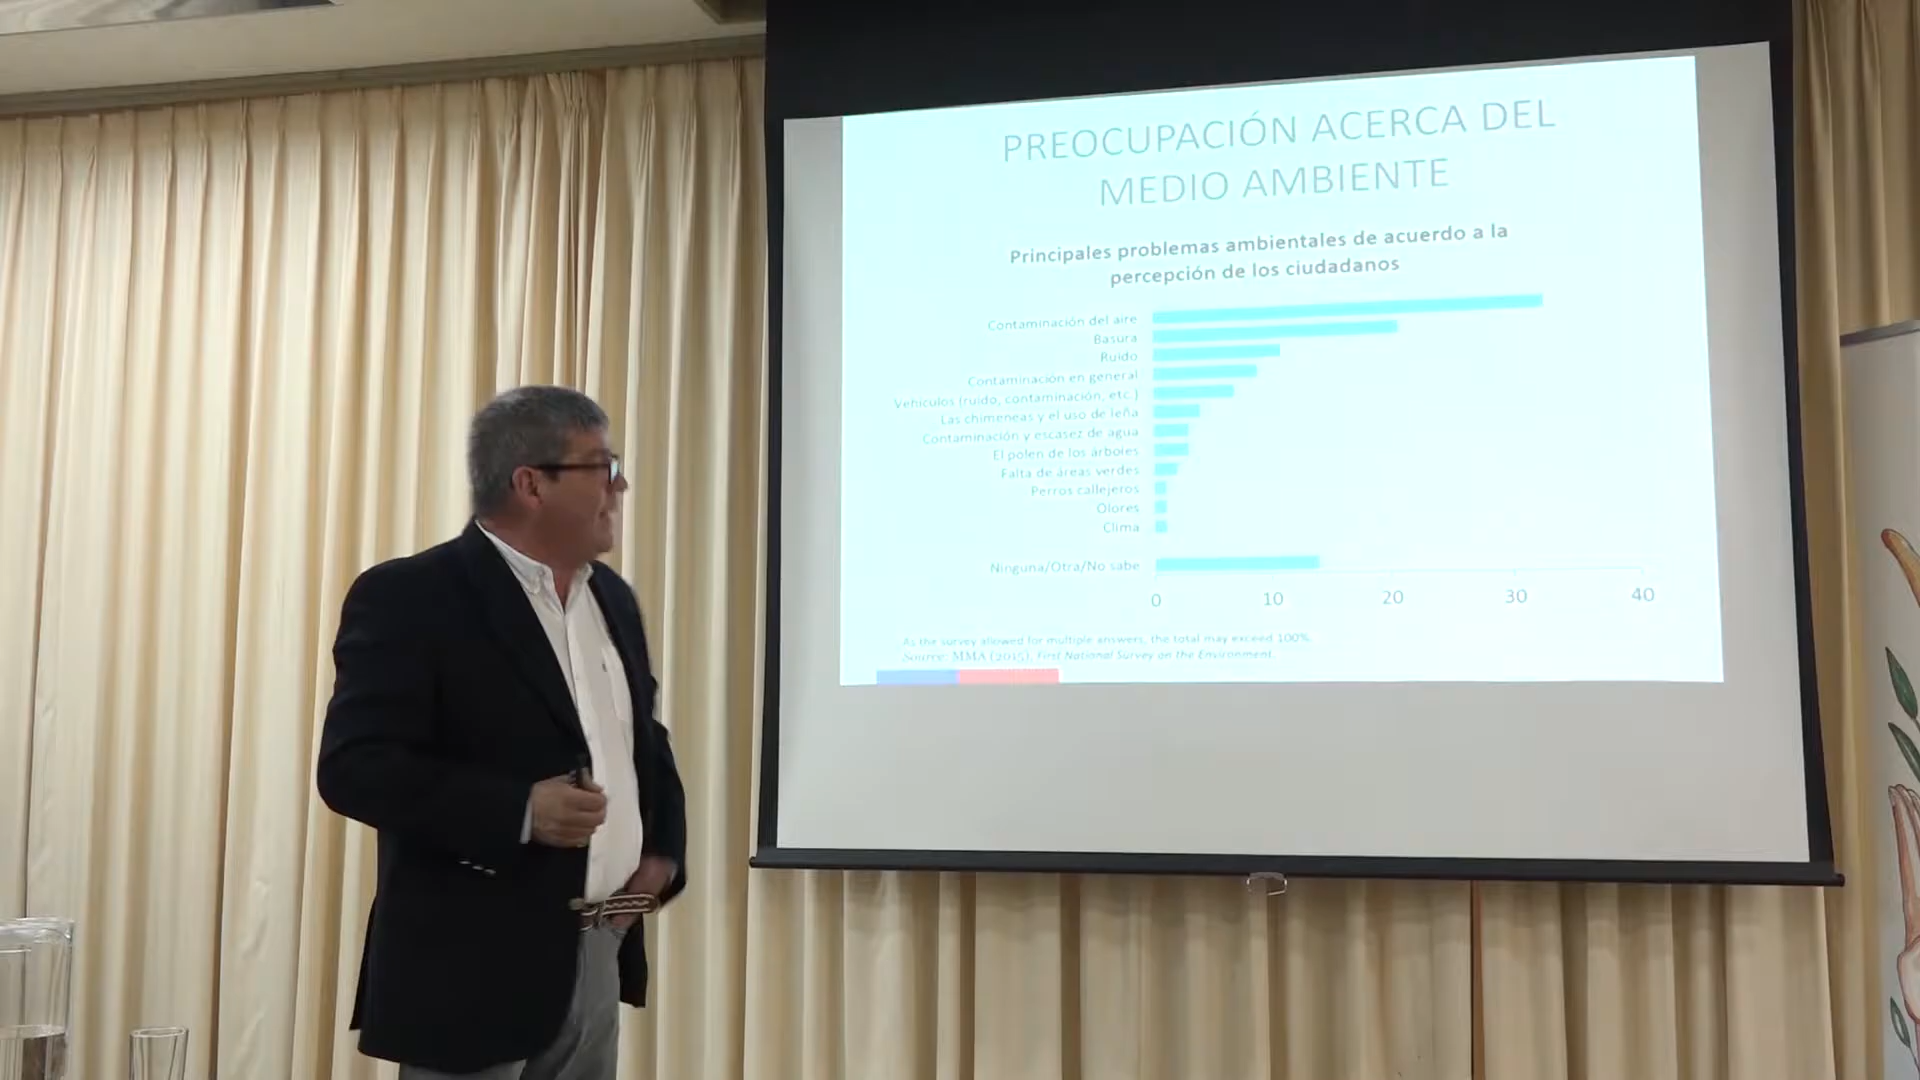 PREOCUPACIÓN ACERCA DEL
MEDIO AMBIENTE
Principales problemas ambientales de acuerdo a la
percepción de los ciudadanos
Contaminación del aire
Basura
Ruido
Contaminación en general
Vehículos (ruido, contaminación, etc.)
Las chimeneas y el uso de leña
Contaminación y escasez de agua
El polen de los árboles
Falta de áreas verdes
Perros callejeros
Olores
Clima
Ninguna/Otra/No sabe
0 10 20 30 40
As the survey allowed for multiple answers, the total may exceed 100%.
Source: MMA (2015), First National Survey on the Environment.